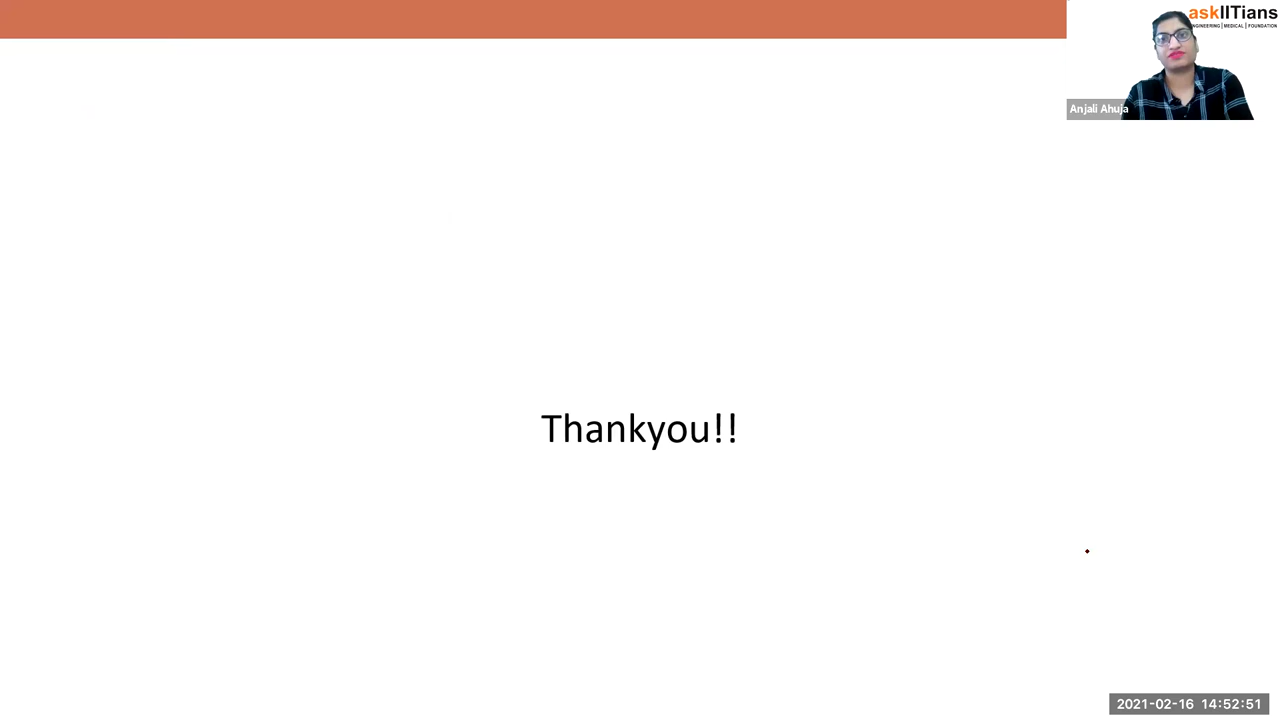 askIITians
ENGINEERING | MEDICAL | FOUNDATION
Anjali Ahuja
Thankyou!!
2021-02-16 14:52:51